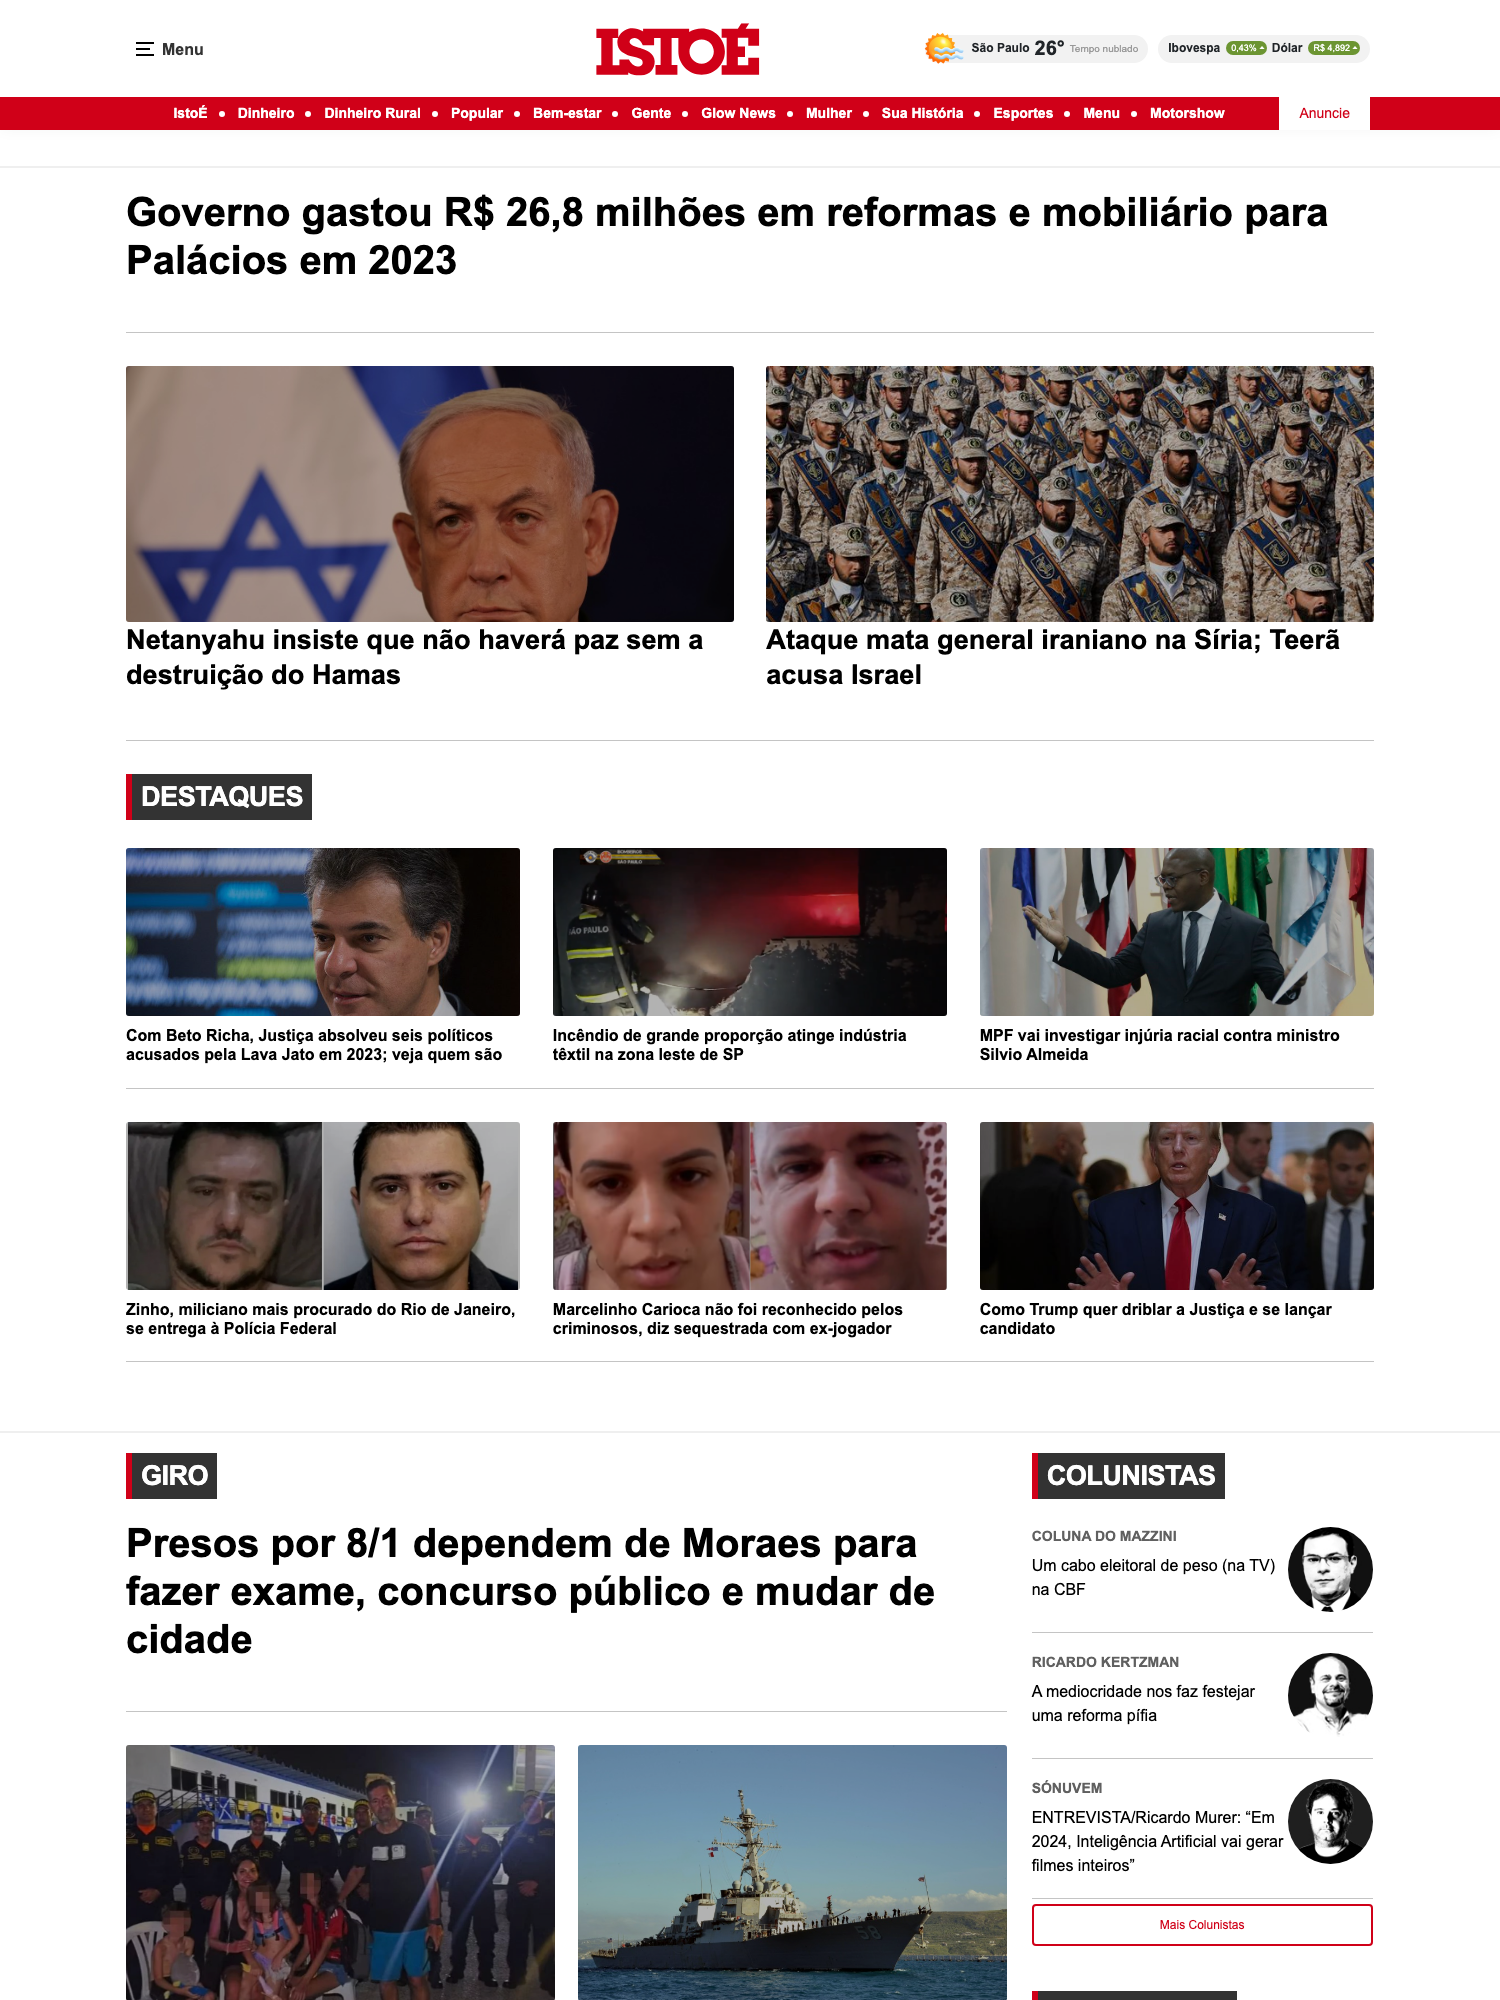 Menu
ISTOÉ
São Paulo 26° Tempo nublado
Ibovespa 0,43% Dólar R$ 4,892
IstoÉ • Dinheiro • Dinheiro Rural • Popular • Bem-estar • Gente • Glow News • Mulher • Sua História • Esportes • Menu • Motorshow
Anuncie
Governo gastou R$ 26,8 milhões em reformas e mobiliário para
Palácios em 2023
Netanyahu insiste que não haverá paz sem a
destruição do Hamas
Ataque mata general iraniano na Síria; Teerã
acusa Israel
DESTAQUES
BOMBEIROS
SÃO PAULO
SÃO PAULO
Com Beto Richa, Justiça absolveu seis políticos
acusados pela Lava Jato em 2023; veja quem são
Incêndio de grande proporção atinge indústria
têxtil na zona leste de SP
MPF vai investigar injúria racial contra ministro
Silvio Almeida
Zinho, miliciano mais procurado do Rio de Janeiro,
se entrega à Polícia Federal
Marcelinho Carioca não foi reconhecido pelos
criminosos, diz sequestrada com ex-jogador
Como Trump quer driblar a Justiça e se lançar
candidato
GIRO
Presos por 8/1 dependem de Moraes para
fazer exame, concurso público e mudar de
cidade
58
COLUNISTAS
COLUNA DO MAZZINI
Um cabo eleitoral de peso (na TV)
na CBF
RICARDO KERTZMAN
A mediocridade nos faz festejar
uma reforma pífia
SÓNUVEM
ENTREVISTA/Ricardo Murer: “Em
2024, Inteligência Artificial vai gerar
filmes inteiros”
Mais Colunistas